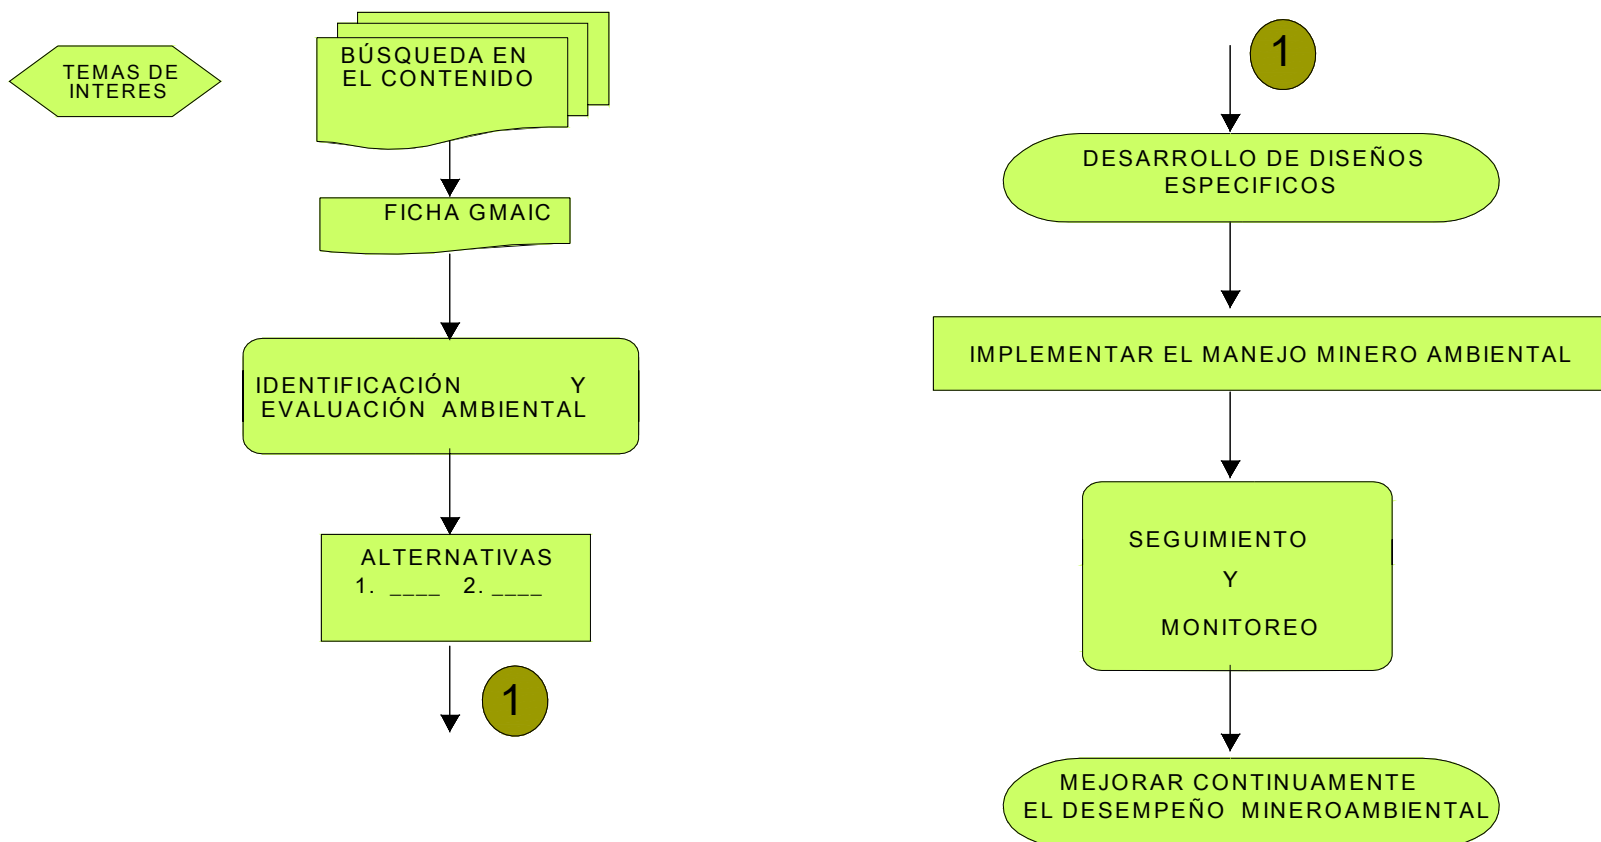 TEMAS DE
INTERES
BÚSQUEDA EN
EL CONTENIDO
FICHA GMAIC
IDENTIFICACIÓN Y
EVALUACIÓN AMBIENTAL
ALTERNATIVAS
1. ____ 2. ____
1
1
DESARROLLO DE DISEÑOS
ESPECIFICOS
IMPLEMENTAR EL MANEJO MINERO AMBIENTAL
SEGUIMIENTO
Y
MONITOREO
MEJORAR CONTINUAMENTE
EL DESEMPEÑO MINEROAMBIENTAL